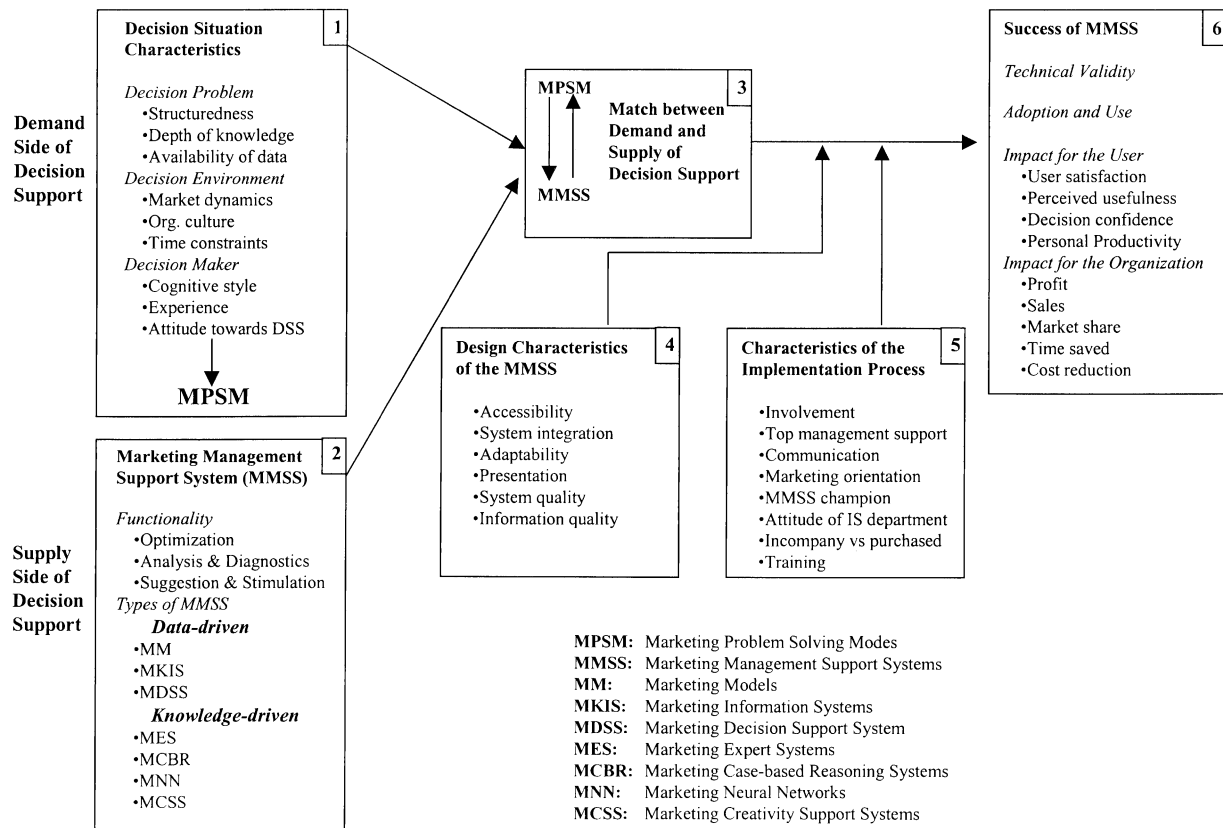 Demand
Side of
Decision
Support
Decision Situation
Characteristics
1
Decision Problem
•Structuredness
•Depth of knowledge
•Availability of data
Decision Environment
•Market dynamics
•Org. culture
•Time constraints
Decision Maker
•Cognitive style
•Experience
•Attitude towards DSS
MPSM
Supply
Side of
Decision
Support
Marketing Management
Support System (MMSS)
2
Functionality
•Optimization
•Analysis & Diagnostics
•Suggestion & Stimulation
Types of MMSS
Data-driven
•MM
•MKIS
•MDSS
Knowledge-driven
•MES
•MCBR
•MNN
•MCSS
MPSM
MMSS
3
Match between
Demand and
Supply of
Decision Support
Design Characteristics
of the MMSS
4
•Accessibility
•System integration
•Adaptability
•Presentation
•System quality
•Information quality
Characteristics of the
Implementation Process
5
•Involvement
•Top management support
•Communication
•Marketing orientation
•MMSS champion
•Attitude of IS department
•Incompany vs purchased
•Training
Success of MMSS
6
Technical Validity
Adoption and Use
Impact for the User
•User satisfaction
•Perceived usefulness
•Decision confidence
•Personal Productivity
Impact for the Organization
•Profit
•Sales
•Market share
•Time saved
•Cost reduction
MPSM: Marketing Problem Solving Modes
MMSS: Marketing Management Support Systems
MM: Marketing Models
MKIS: Marketing Information Systems
MDSS: Marketing Decision Support System
MES: Marketing Expert Systems
MCBR: Marketing Case-based Reasoning Systems
MNN: Marketing Neural Networks
MCSS: Marketing Creativity Support Systems